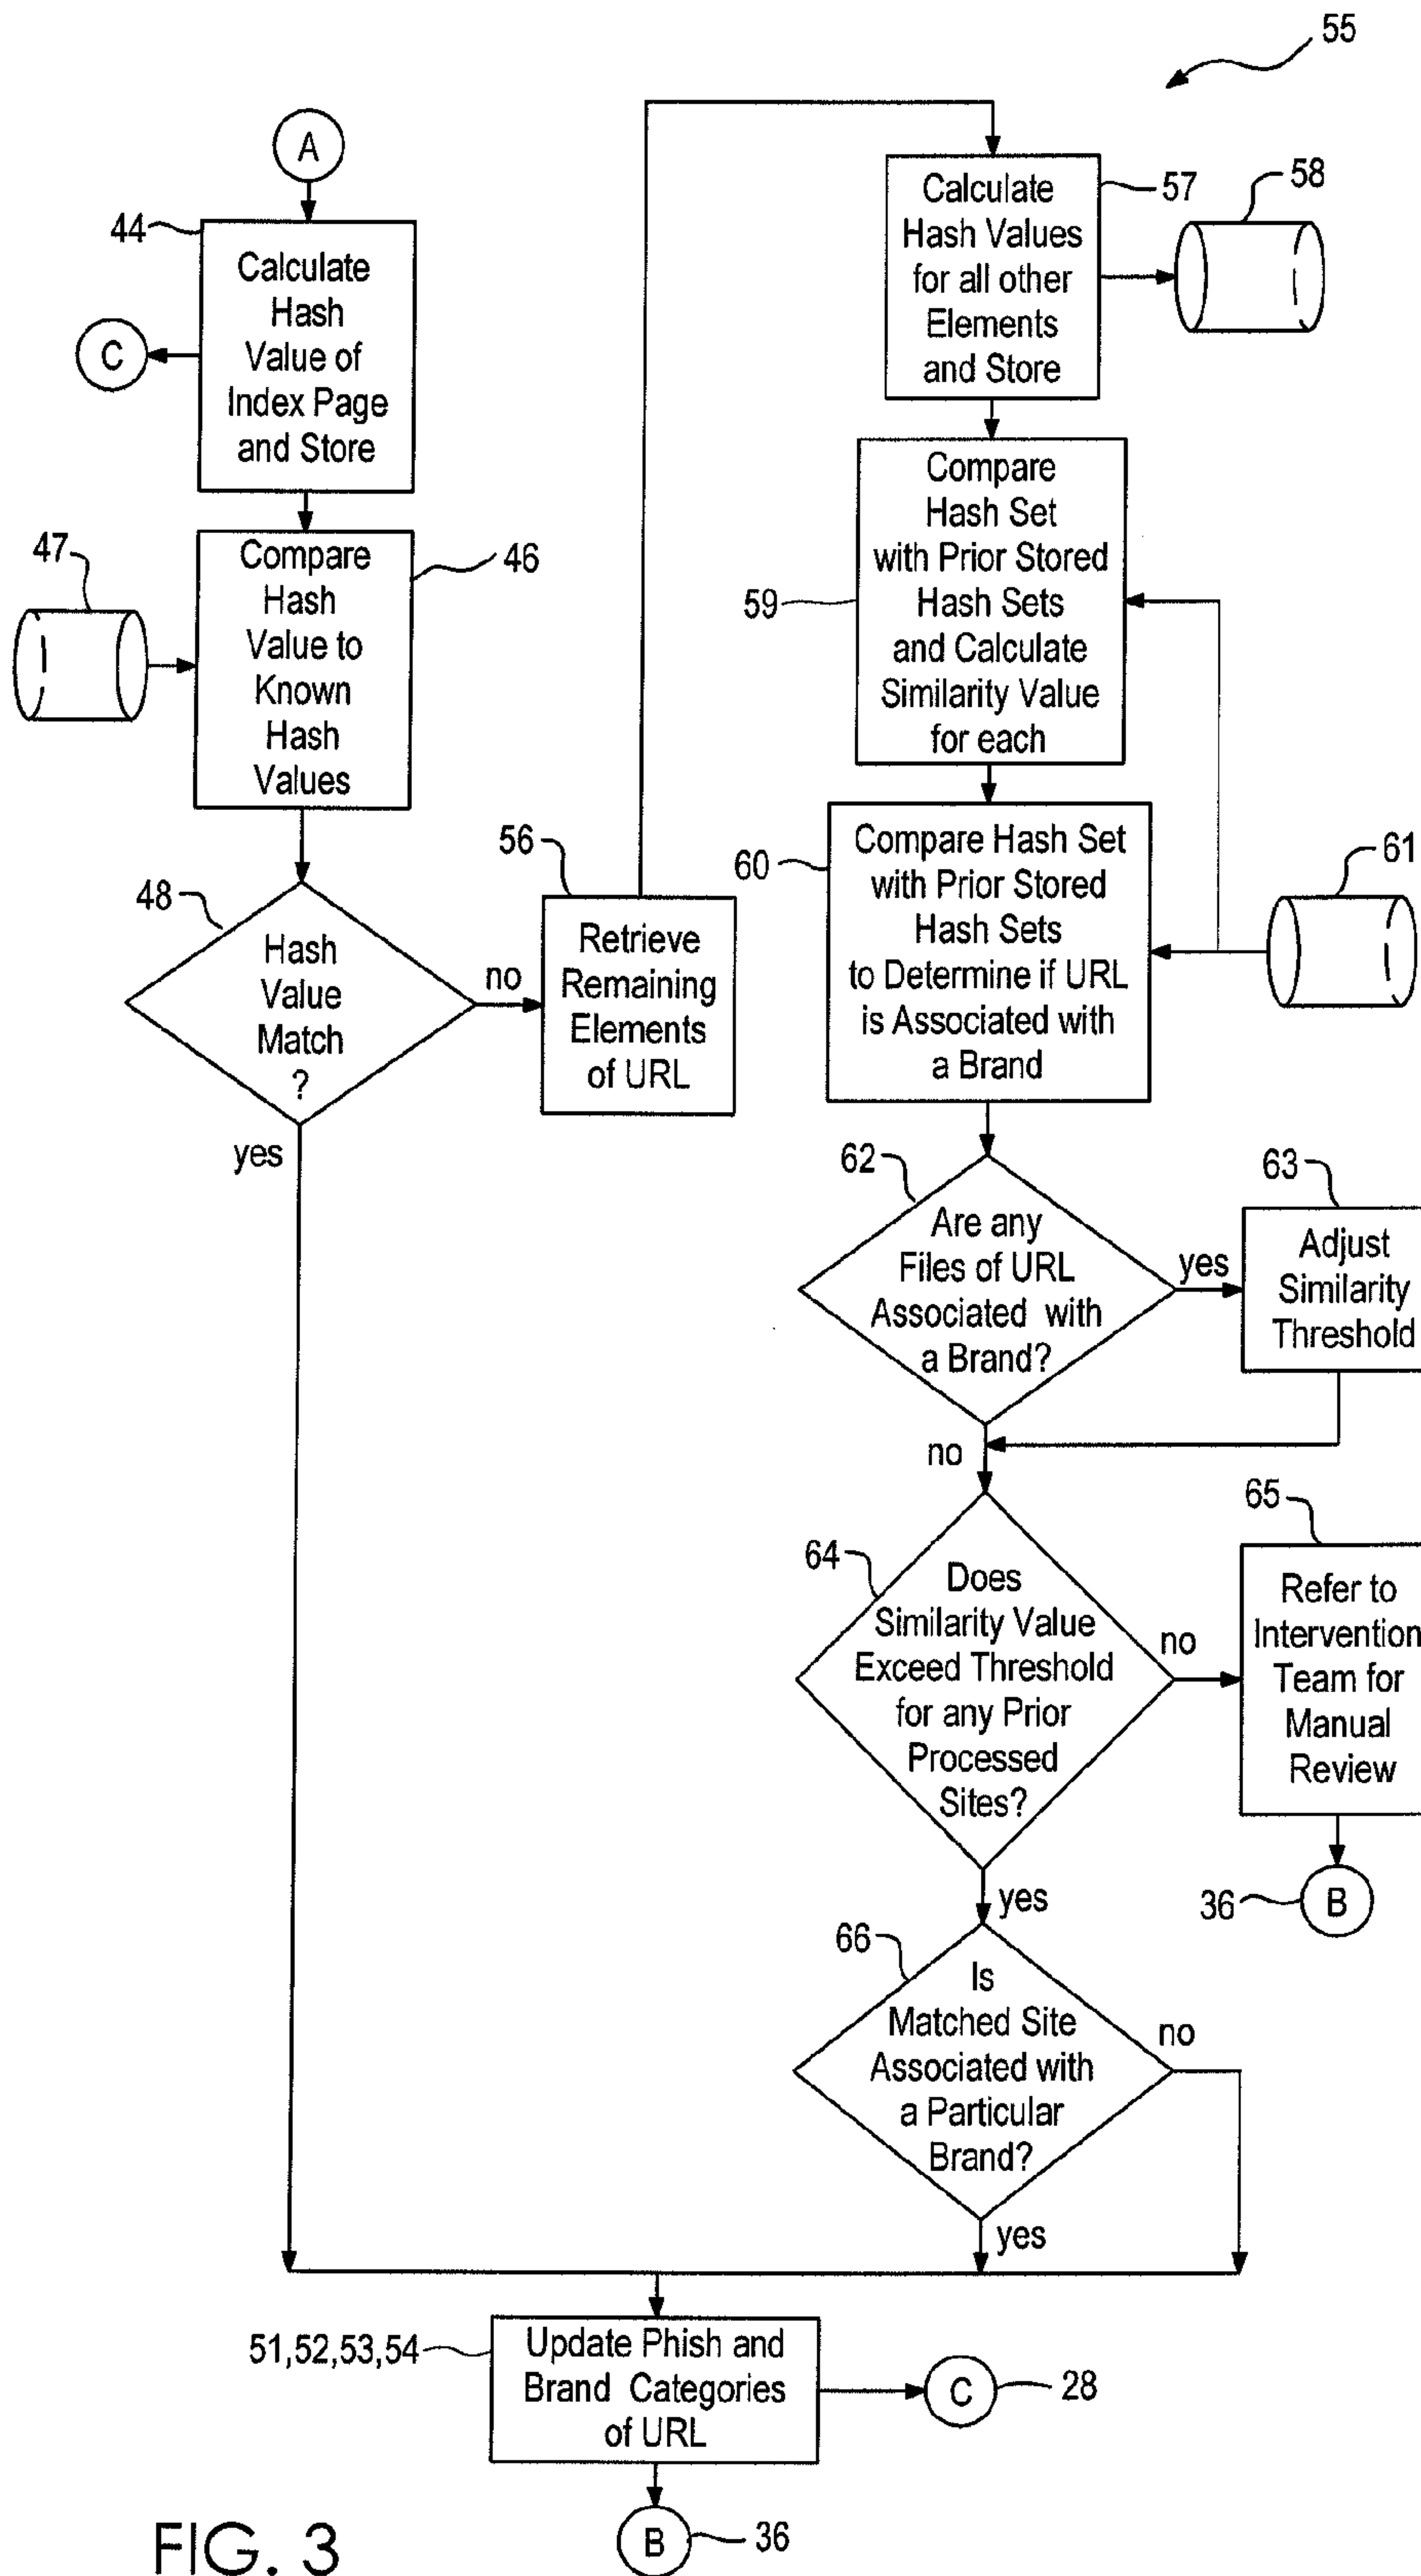 55
A
44
Calculate
Hash
Value of
Index Page
and Store
C
47
46
Compare
Hash
Value to
Known
Hash
Values
48
Hash
Value
Match
?
no
yes
56
Retrieve
Remaining
Elements
of URL
57
58
Calculate
Hash Values
for all other
Elements
and Store
59
Compare
Hash Set
with Prior Stored
Hash Sets
and Calculate
Similarity Value
for each
60
61
Compare Hash Set
with Prior Stored
Hash Sets
to Determine if URL
is Associated with
a Brand
62
Are any
Files of URL
Associated with
a Brand?
yes
no
63
Adjust
Similarity
Threshold
64
Does
Similarity Value
Exceed Threshold
for any Prior
Processed
Sites?
no
yes
65
Refer to
Intervention
Team for
Manual
Review
36
B
66
Is
Matched Site
Associated with
a Particular
Brand?
no
yes
51,52,53,54
Update Phish and
Brand Categories
of URL
C
28
B
36
FIG. 3